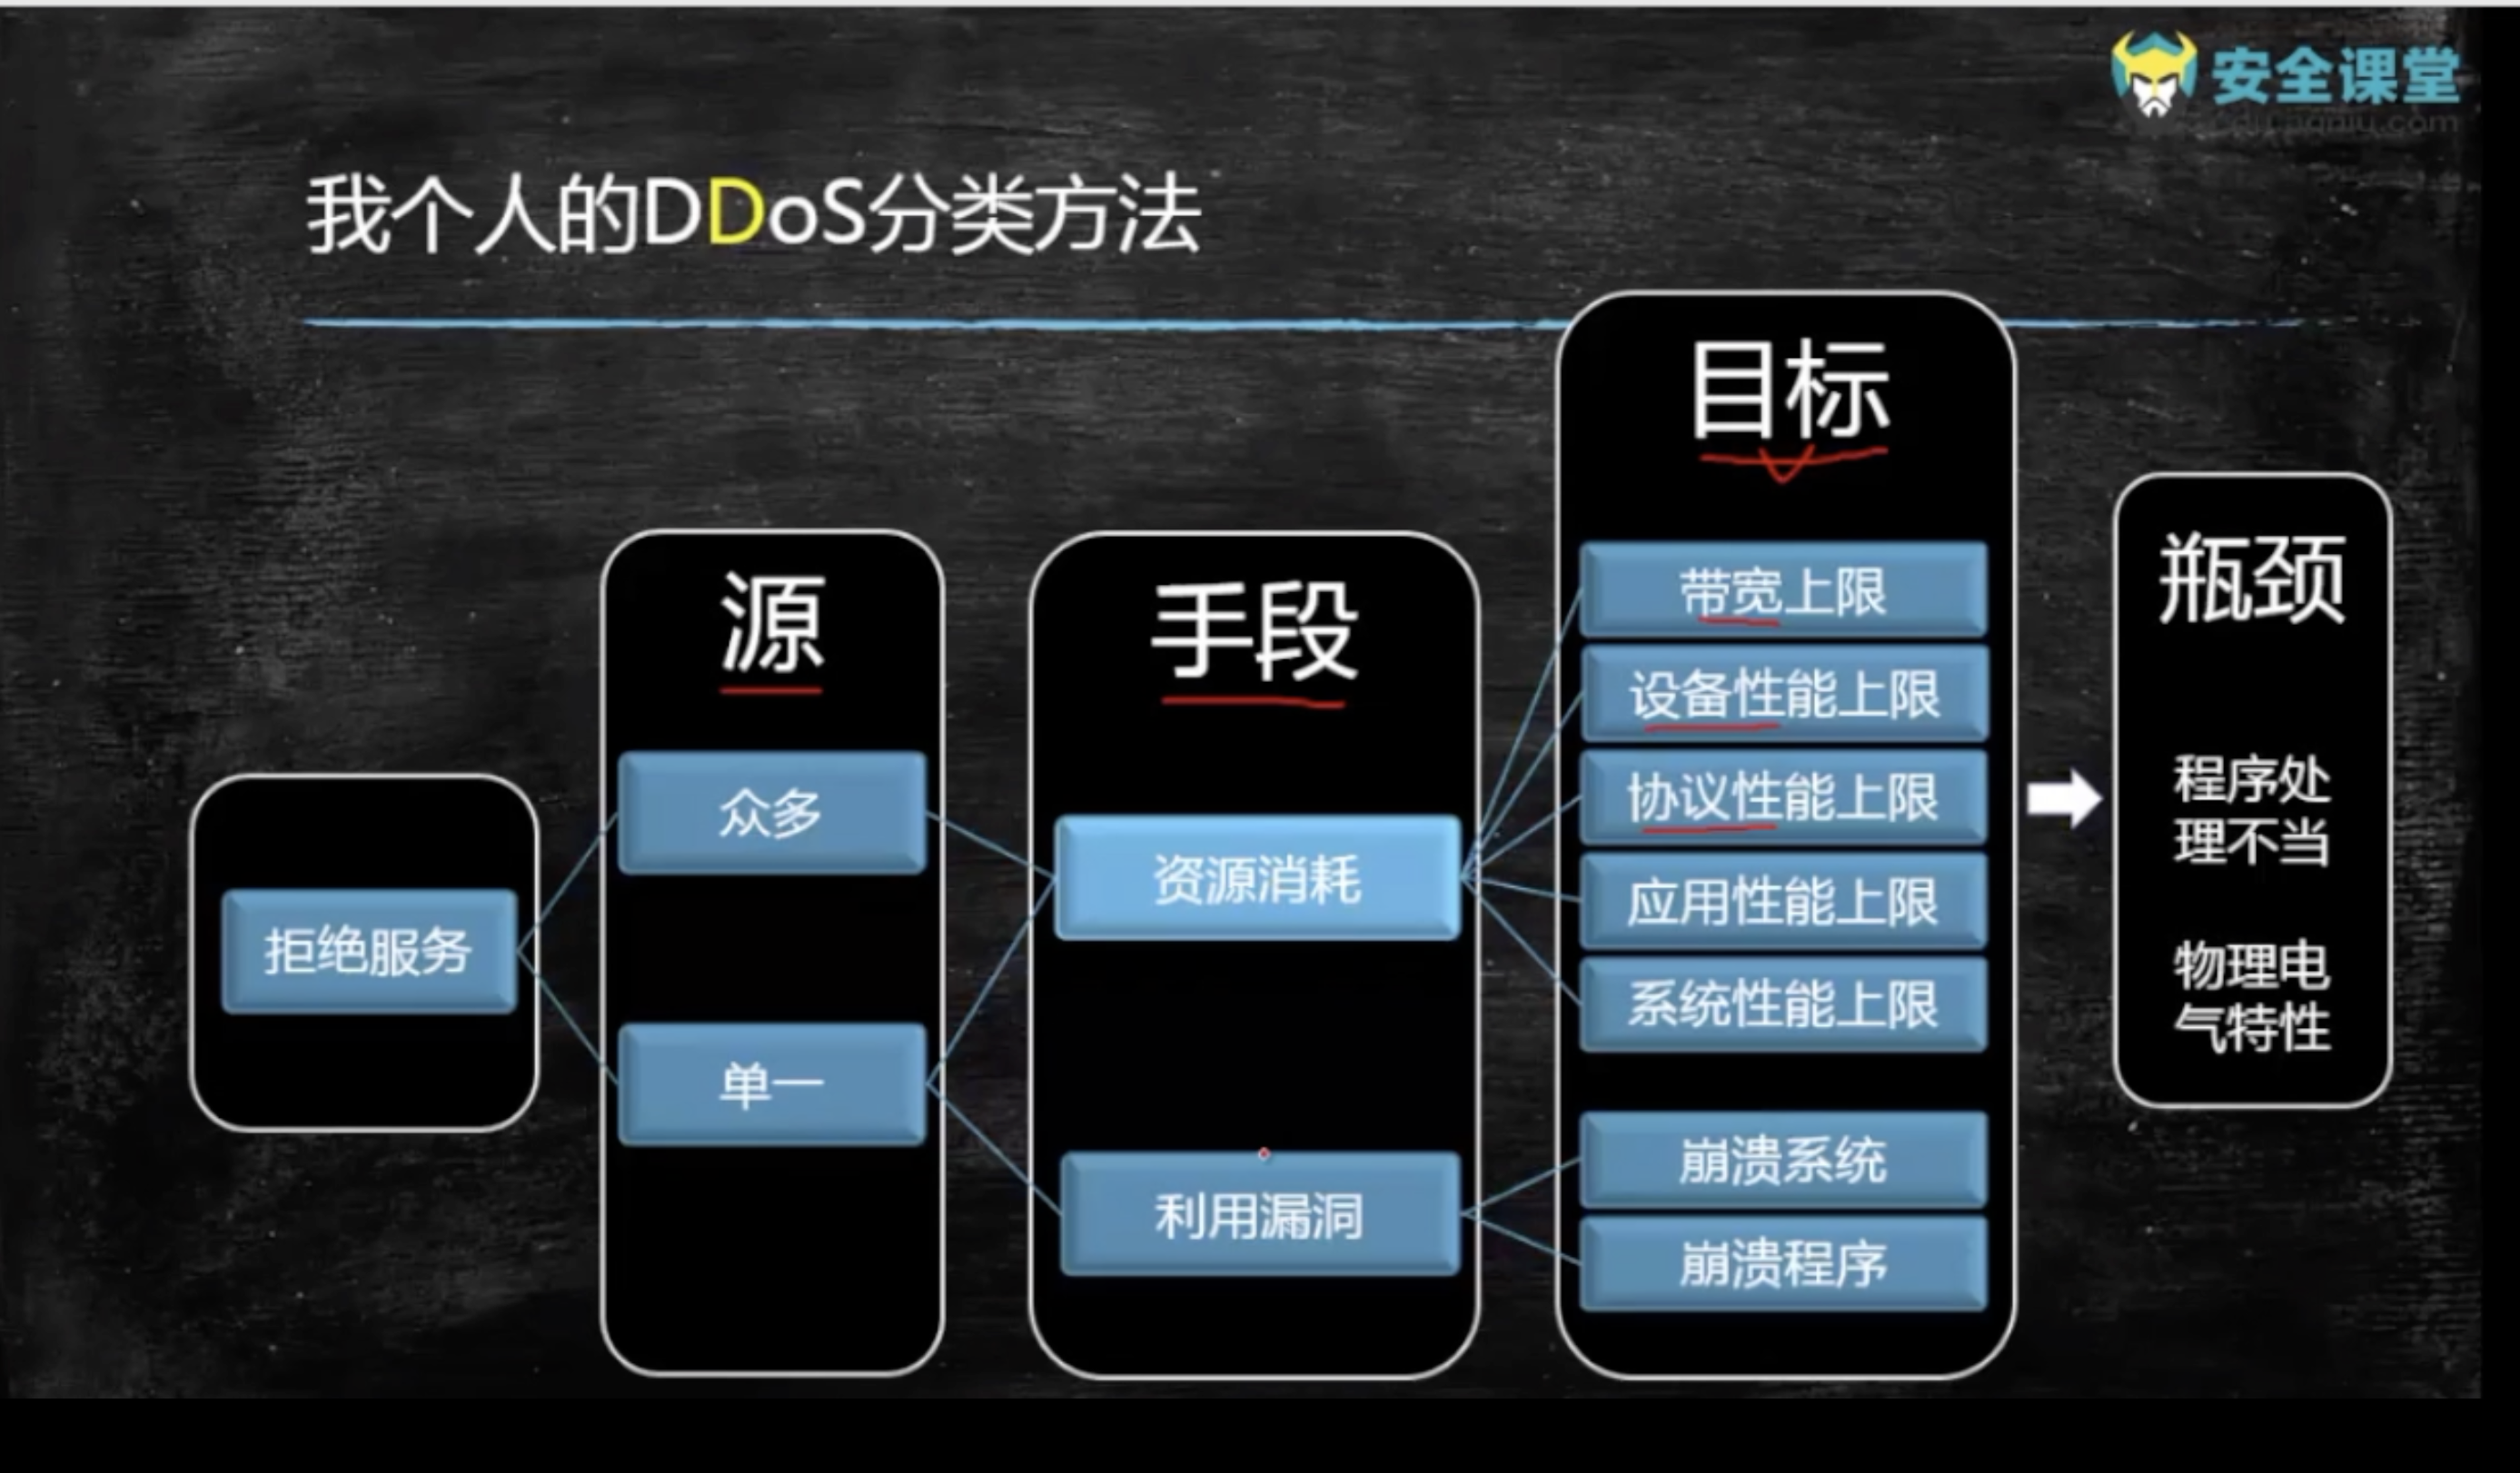 安全课堂
我个人的DDoS分类方法
拒绝服务
源
众多
单一
手段
资源消耗
利用漏洞
目标
带宽上限
设备性能上限
协议性能上限
应用性能上限
系统性能上限
崩溃系统
崩溃程序
瓶颈
程序处
理不当
物理电
气特性